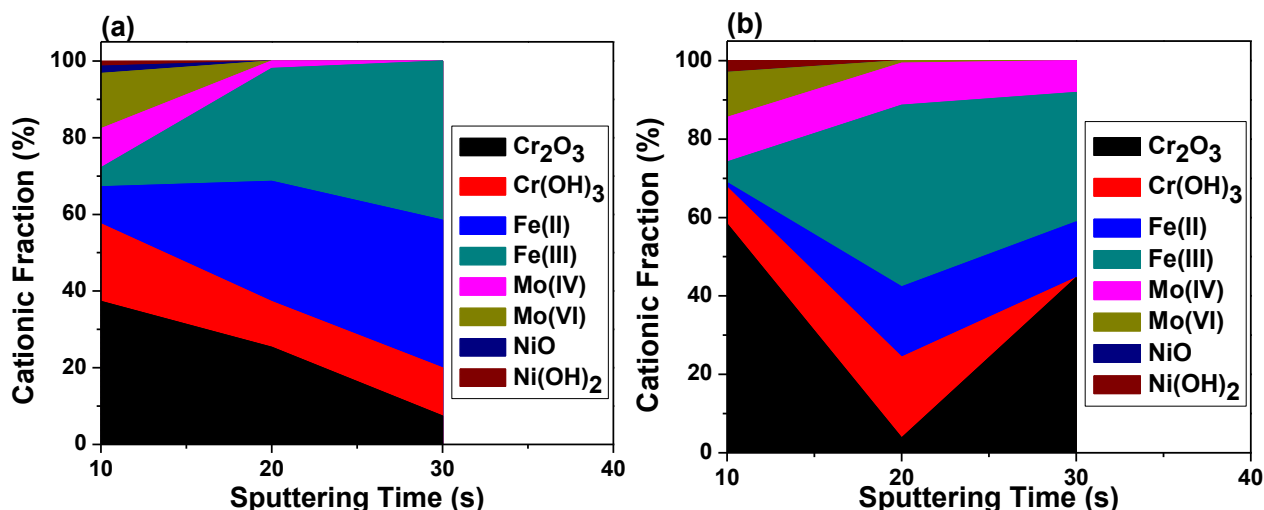 (a)
Cationic Fraction (%)
100
80
60
40
20
0
10 20 30 40
Sputtering Time (s)
Cr2O3
Cr(OH)3
Fe(II)
Fe(III)
Mo(IV)
Mo(VI)
NiO
Ni(OH)2
(b)
Cationic Fraction (%)
100
80
60
40
20
0
10 20 30 40
Sputtering Time (s)
Cr2O3
Cr(OH)3
Fe(II)
Fe(III)
Mo(IV)
Mo(VI)
NiO
Ni(OH)2